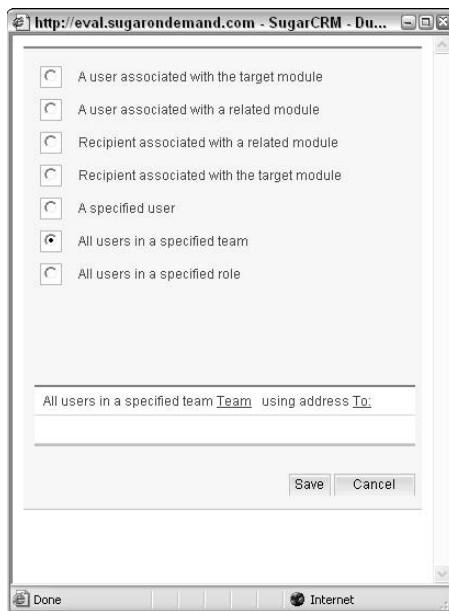 http://eval.sugarondemand.com - SugarCRM - Du...
A user associated with the target module
A user associated with a related module
Recipient associated with a related module
Recipient associated with the target module
A specified user
All users in a specified team
All users in a specified role
All users in a specified team Team using address To:
Save Cancel
Done Internet